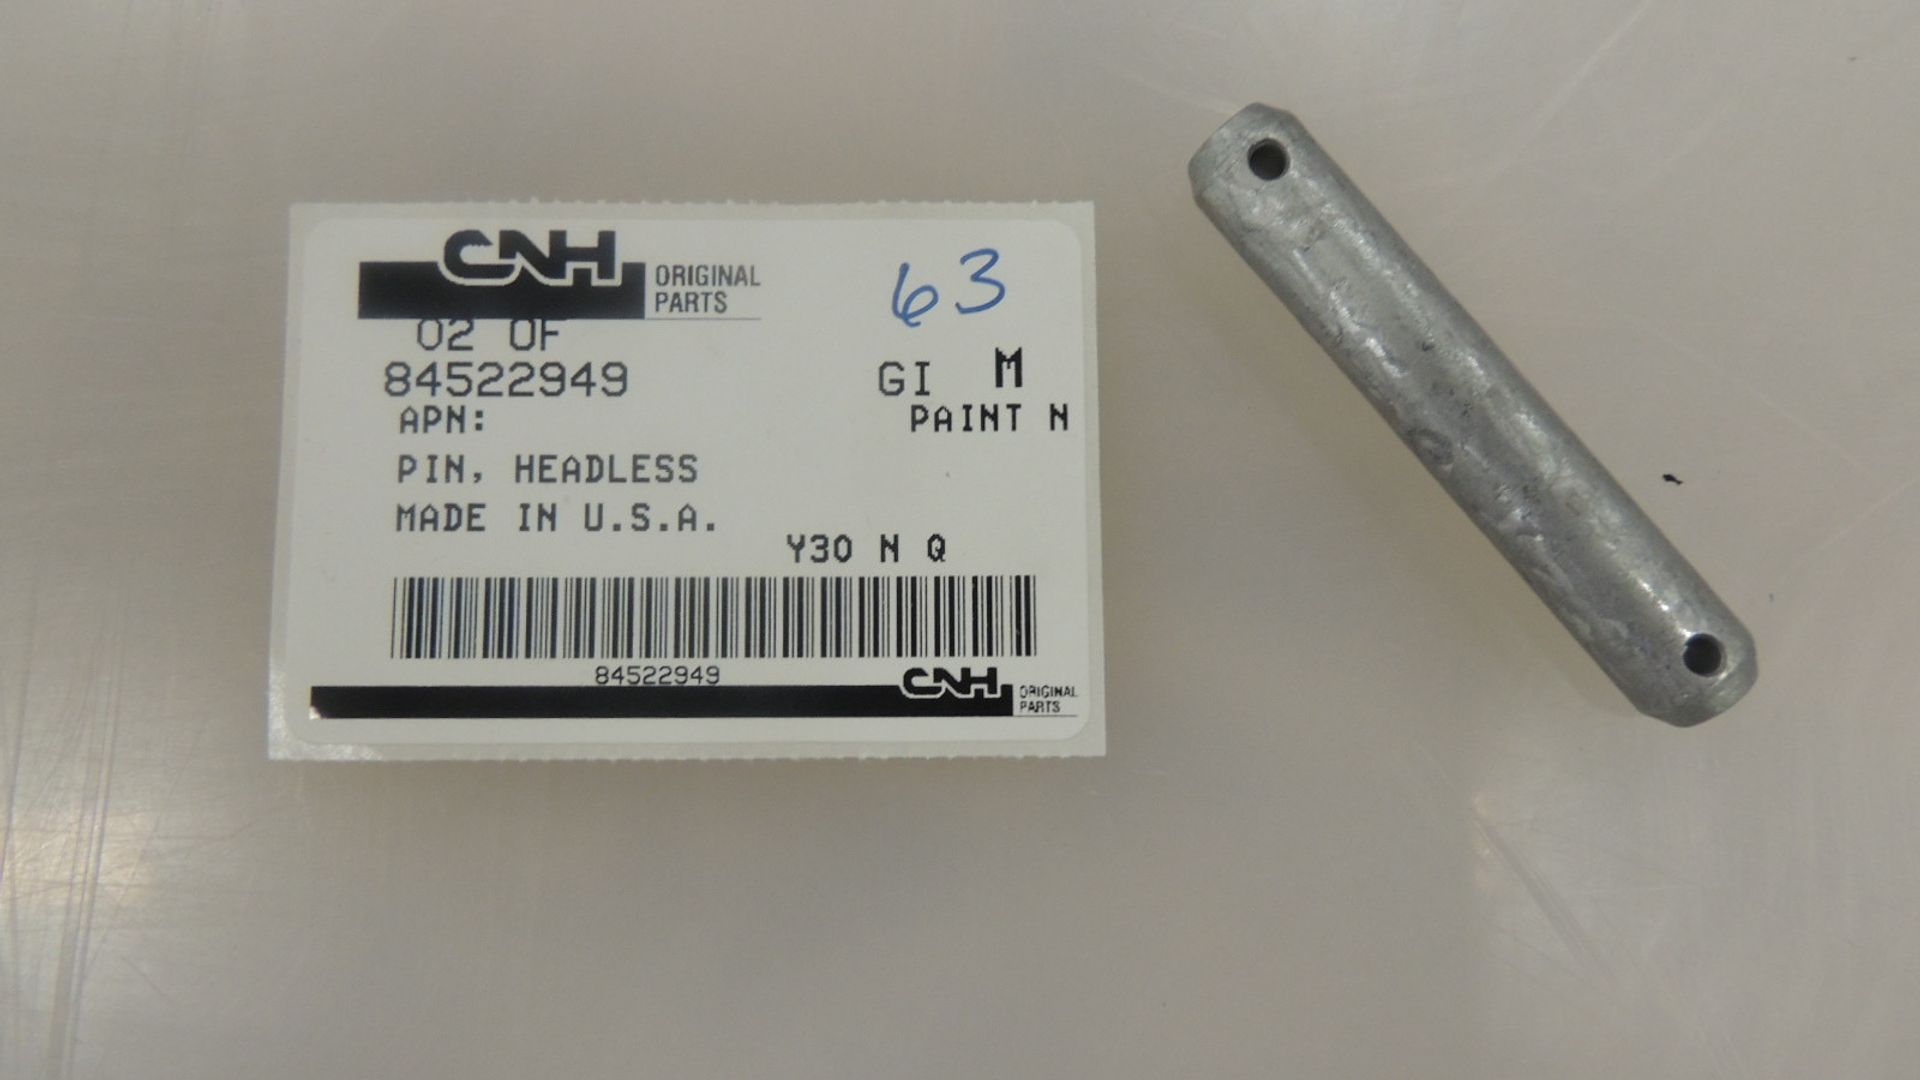 CNH ORIGINAL
PARTS
63
02 OF
84522949 GI M
APN: PAINT N
PIN, HEADLESS
MADE IN U.S.A.
Y30 N Q
84522949
CNH ORIGINAL
PARTS